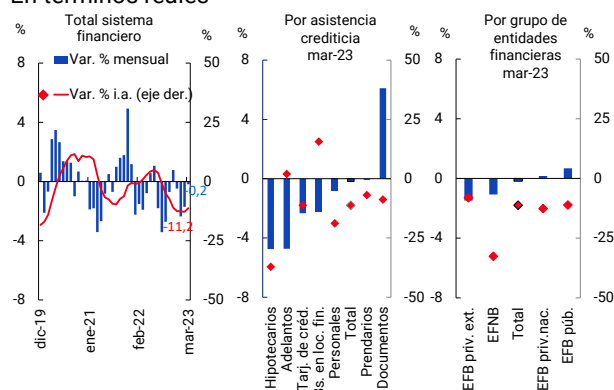 En términos reales
Total sistema
financiero
%
%
8
4
0
-4
-8
50
25
0
-25
-50
Var. % mensual
Var. % i.a. (eje der.)
-0,2
-11,2
dic-19
ene-21
feb-22
mar-23
Por asistencia
crediticia
mar-23
%
%
8
4
0
-4
-8
50
25
0
-25
-50
Hipotecarios
Adelantos
Tarj. de créd.
Bs. en loc. fin.
Personales
Total
Prendarios
Documentos
Por grupo de
entidades
financieras
mar-23
%
%
8
4
0
-4
-8
50
25
0
-25
-50
EFB priv. ext.
EFNB
Total
EFB priv. nac.
EFB púb.